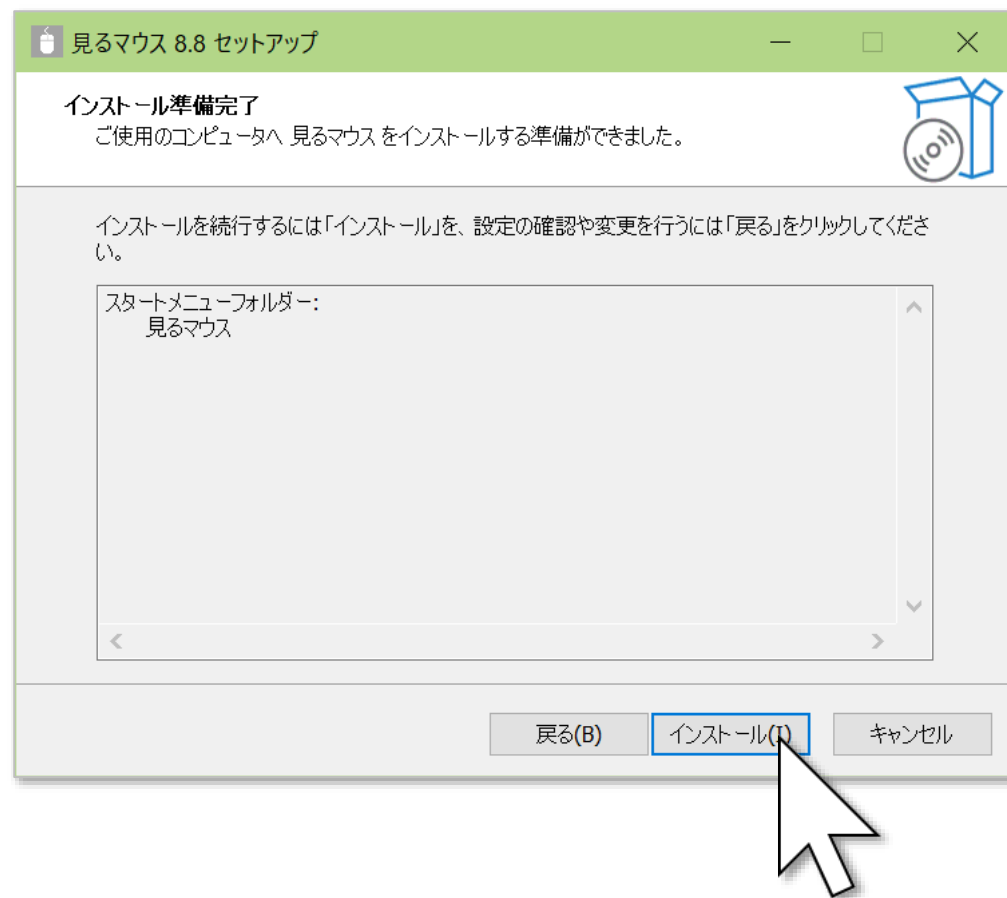 見るマウス 8.8 セットアップ
インストール準備完了
ご使用のコンピュータへ 見るマウス をインストールする準備ができました。
インストールを続行するには「インストール」を、設定の確認や変更を行うには「戻る」をクリックしてくださ
い。
スタートメニューフォルダー:
見るマウス
戻る(B)
インストール(I)
キャンセル